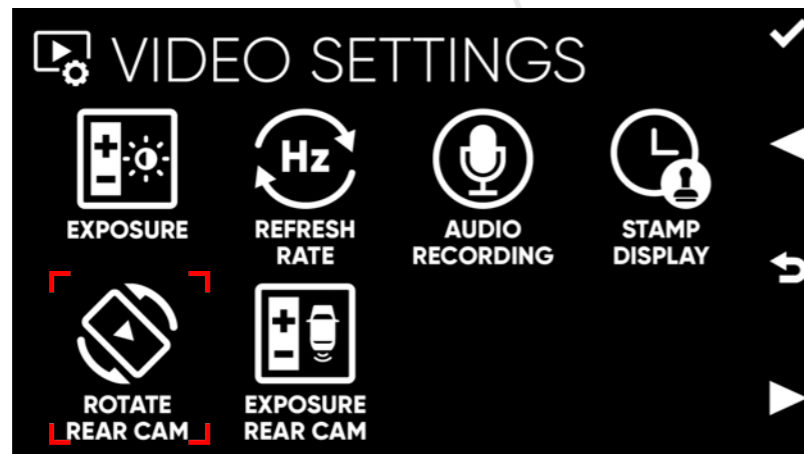 VIDEO SETTINGS
Hz
EXPOSURE
REFRESH
RATE
AUDIO
RECORDING
STAMP
DISPLAY
ROTATE
REAR CAM
EXPOSURE
REAR CAM